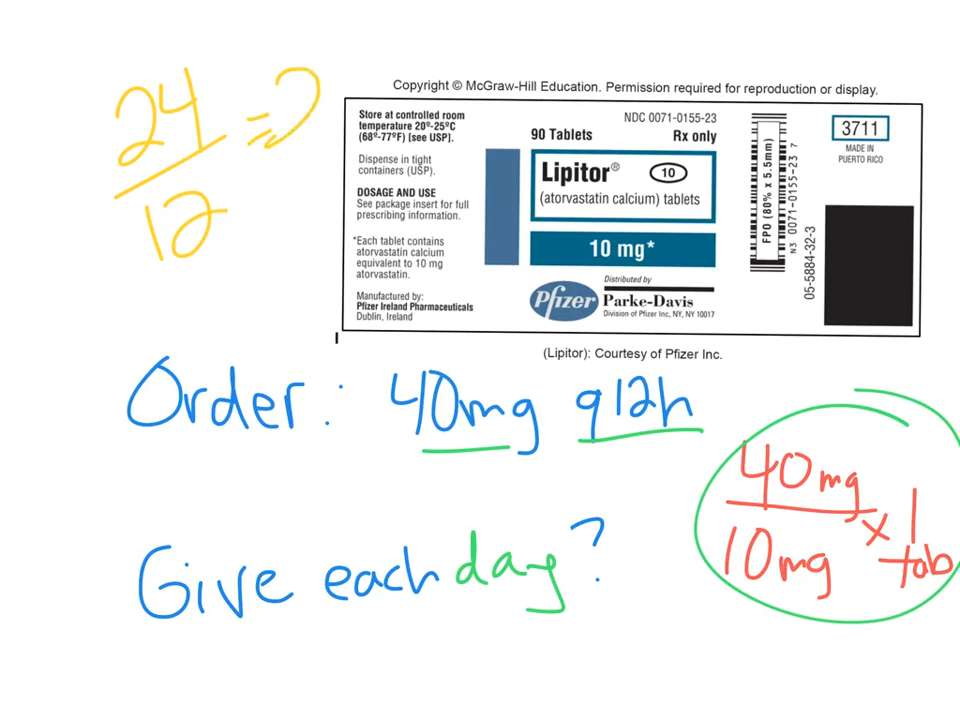 Copyright © McGraw-Hill Education. Permission required for reproduction or display.
24
12
=2
Store at controlled room
temperature 20º-25ºC
(68º-77ºF) [see USP].
Dispense in tight
containers (USP).
DOSAGE AND USE
See package insert for full
prescribing information.
*Each tablet contains
atorvastatin calcium
equivalent to 10 mg
atorvastatin.
Manufactured by:
Pfizer Ireland Pharmaceuticals
Dublin, Ireland
NDC 0071-0155-23
90 Tablets Rx only
Lipitor® 10
(atorvastatin calcium) tablets
10 mg*
Pfizer
Distributed by
Parke-Davis
Division of Pfizer Inc, NY, NY 10017
FPO (80% x 5.5mm)
N3 0071-0155-23 7
05-5884-32-3
3711
MADE IN
PUERTO RICO
(Lipitor): Courtesy of Pfizer Inc.
Order: 40mg q12h
40mg
10mg
x 1
tab
Give each day?